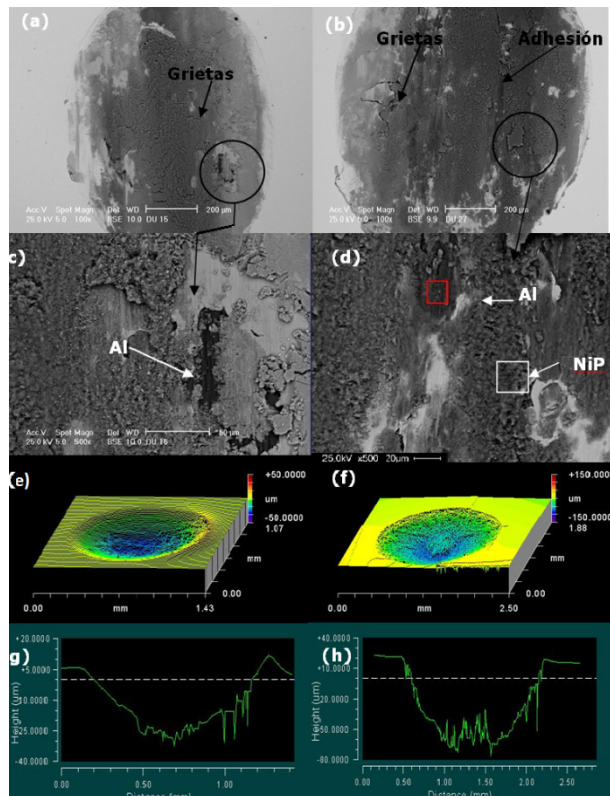 (a)
Grietas
Acc.V Spot Magn Det WD 200 µm
25.0 kV 5.0 100x BSE 10.0 DU 15
(b)
Grietas
Adhesión
Acc.V Spot Magn Det WD 200 µm
25.0 kV 5.0 100x BSE 9.9 DU 27
c)
Al
Acc.V Spot Magn Det WD
25.0 kV 5.0 500x BSE 10.0 DU
(d)
Al
NiP
25.0kV x500 20µm
(e)
+50.0000
um
-50.0000
1.07
mm
0.00
0.00 mm 1.43
(f)
+150.0000
um
-150.0000
1.88
mm
0.00
0.00 mm 2.50
g)
+20.0000
+5.0000
-25.0000
-40.0000
Height (um)
0.00 0.50 1.00
Distance (mm)
(h)
+50.0000
+10.0000
-50.0000
-80.0000
Height (um)
0.00 0.50 1.00 1.50 2.00 2.50
Distance (mm)